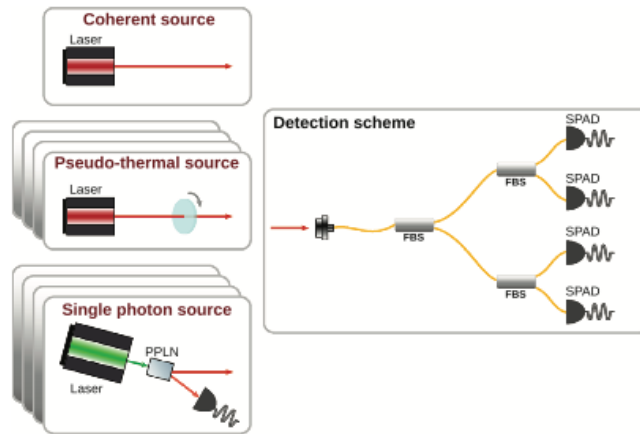 Coherent source
Laser
Pseudo-thermal source
Laser
Single photon source
PPLN
Laser
Detection scheme
SPAD
FBS
SPAD
FBS
SPAD
FBS
SPAD